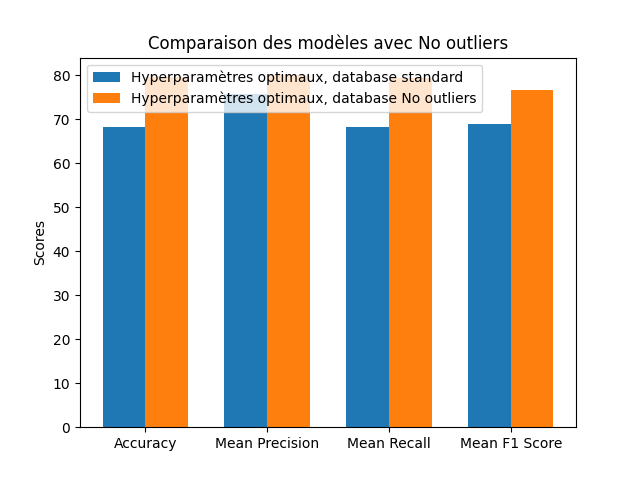 Comparaison des modèles avec No outliers
Hyperparamètres optimaux, database standard
Hyperparamètres optimaux, database No outliers
80
70
60
50
40
30
20
10
0
Scores
Accuracy
Mean Precision
Mean Recall
Mean F1 Score